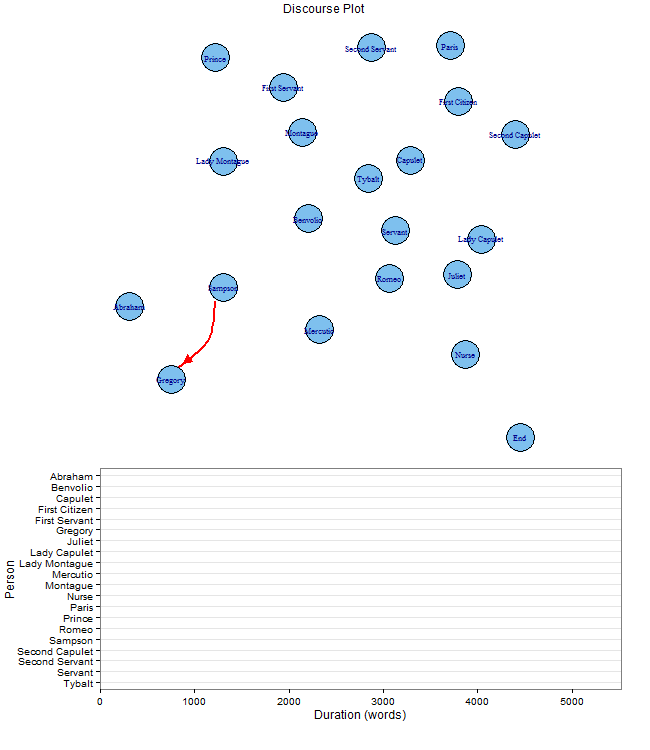 Discourse Plot
Prince
Second Servant
Paris
First Servant
First Citizen
Montague
Second Capulet
Lady Montague
Capulet
Tybalt
Benvolio
Servant
Lady Capulet
Sampson
Romeo
Juliet
Abraham
Mercutio
Nurse
Gregory
End
Person
Abraham
Benvolio
Capulet
First Citizen
First Servant
Gregory
Juliet
Lady Capulet
Lady Montague
Mercutio
Montague
Nurse
Paris
Prince
Romeo
Sampson
Second Capulet
Second Servant
Servant
Tybalt
0 1000 2000 3000 4000 5000
Duration (words)